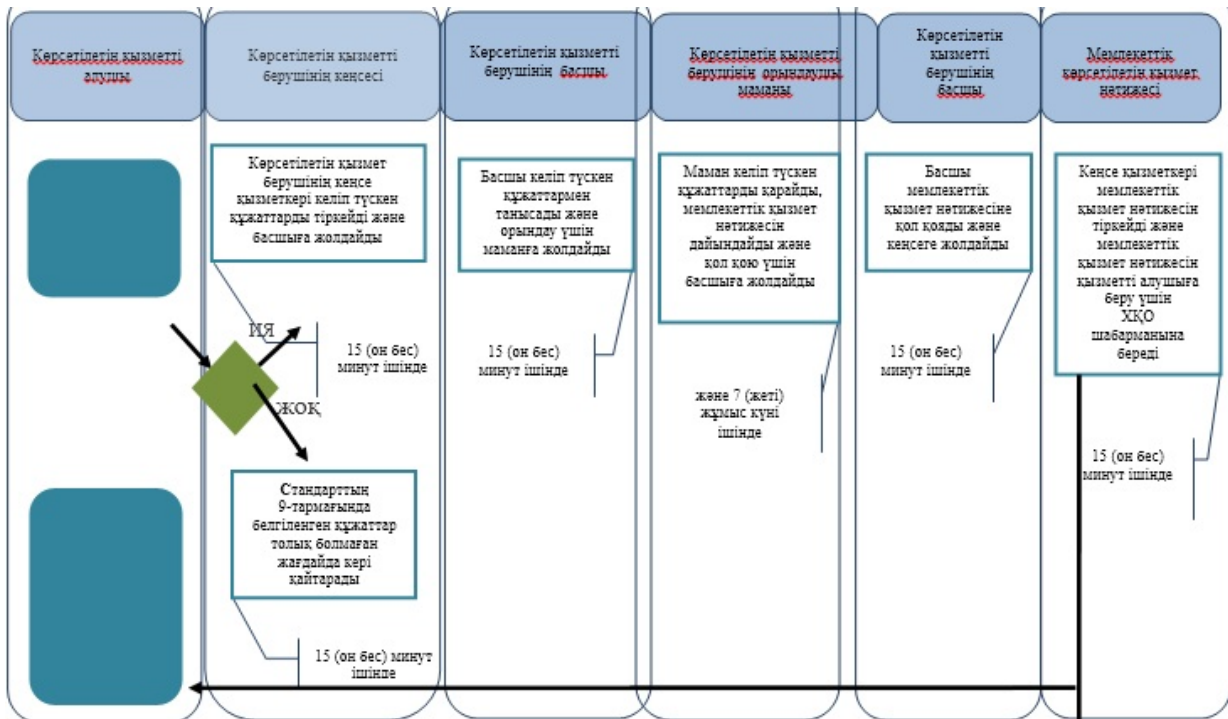 Көрсетілетін қызметті
алушы
Көрсетілетін қызметті
берушінің кеңсесі
Көрсетілетін қызметті
берушінің басшы
Көрсетілетін қызметті
берушінің орындаушы
маманы
Көрсетілетін
қызметті
берушінің
басшы
Мемлекеттік
көрсетілетін қызмет
нәтижесі
Көрсетілетін қызмет
берушінің кеңсе
қызметкері келіп түскен
құжаттарды тіркейді және
басшыға жолдайды
Басшы келіп түскен
құжаттармен
танысады және
орындау үшін
маманға жолдайды
Маман келіп түскен
құжаттарды қарайды,
мемлекеттік қызмет
нәтижесін
дайындайды және
қол қою үшін
басшыға жолдайды
Басшы
мемлекеттік
қызмет нәтижесіне
қол қояды және
кеңсеге жолдайды
Кеңсе қызметкері
мемлекеттік
қызмет нәтижесін
тіркейді және
мемлекеттік
қызмет нәтижесін
қызметті алушыға
беру үшін
ХҚО
шабарманына
береді
ИЯ
15 (он бес)
минут ішінде
15 (он бес)
минут ішінде
және 7 (жеті)
жұмыс күні
ішінде
15 (он бес)
минут ішінде
15 (он бес)
минут ішінде
ЖОҚ
Стандарттың
9-тармағында
белгіленген құжаттар
толық болмаған
жағдайда кері
қайтарады
15 (он бес) минут
ішінде